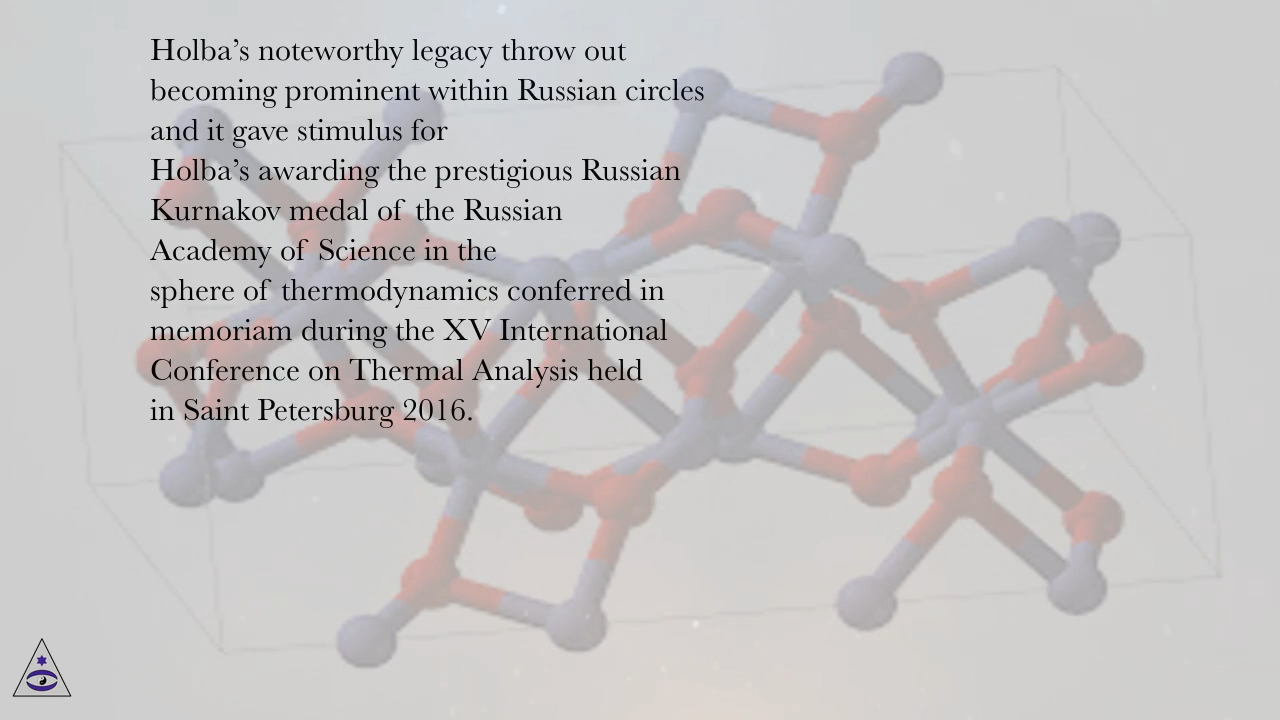 Holba’s noteworthy legacy throw out
becoming prominent within Russian circles
and it gave stimulus for
Holba’s awarding the prestigious Russian
Kurnakov medal of the Russian
Academy of Science in the
sphere of thermodynamics conferred in
memoriam during the XV International
Conference on Thermal Analysis held
in Saint Petersburg 2016.